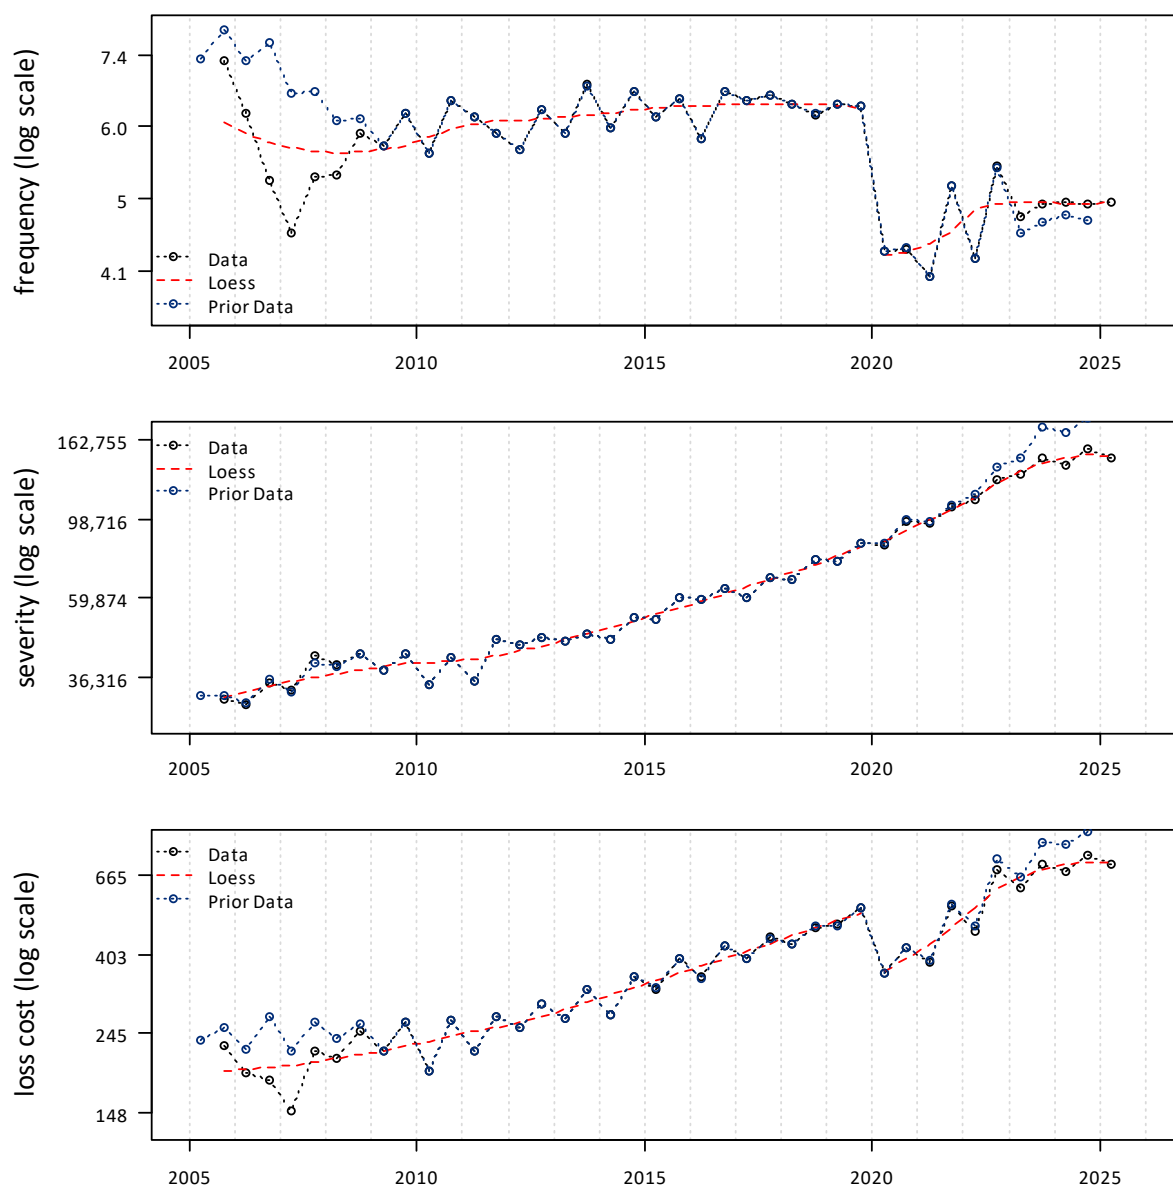 frequency (log scale)
7.4
6.0
5
4.1
Data
Loess
Prior Data
2005
2010
2015
2020
2025
severity (log scale)
162,755
98,716
59,874
36,316
Data
Loess
Prior Data
2005
2010
2015
2020
2025
loss cost (log scale)
665
403
245
148
Data
Loess
Prior Data
2005
2010
2015
2020
2025